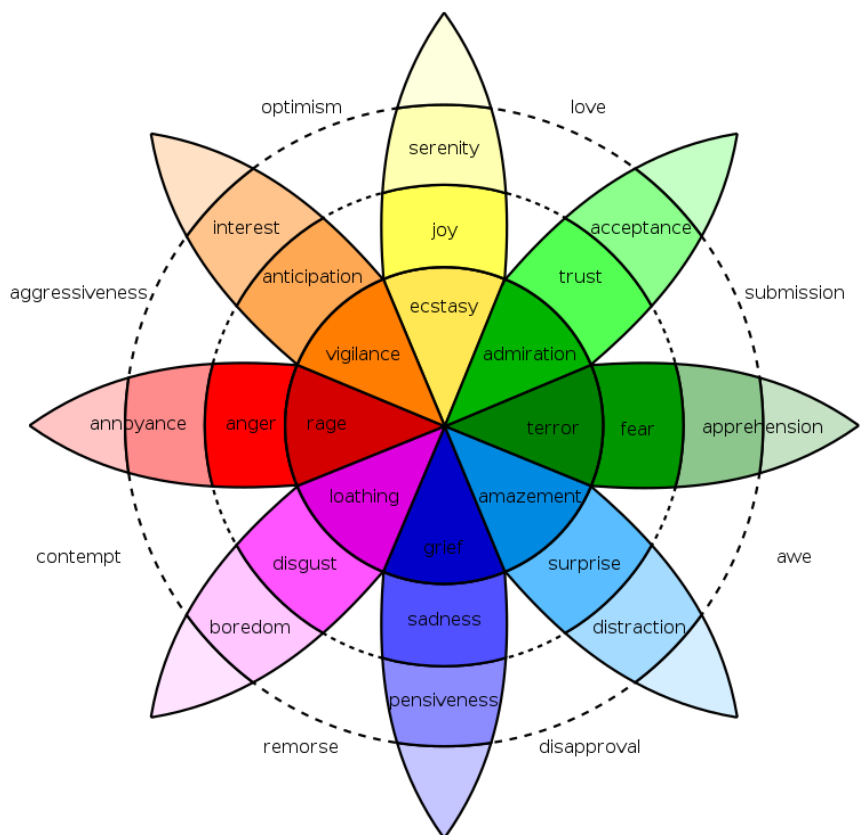 optimism
love
serenity
interest
acceptance
joy
anticipation
trust
aggressiveness
submission
ecstasy
vigilance
admiration
annoyance
anger
rage
terror
fear
apprehension
loathing
amazement
grief
contempt
awe
disgust
surprise
sadness
boredom
distraction
pensiveness
remorse
disapproval